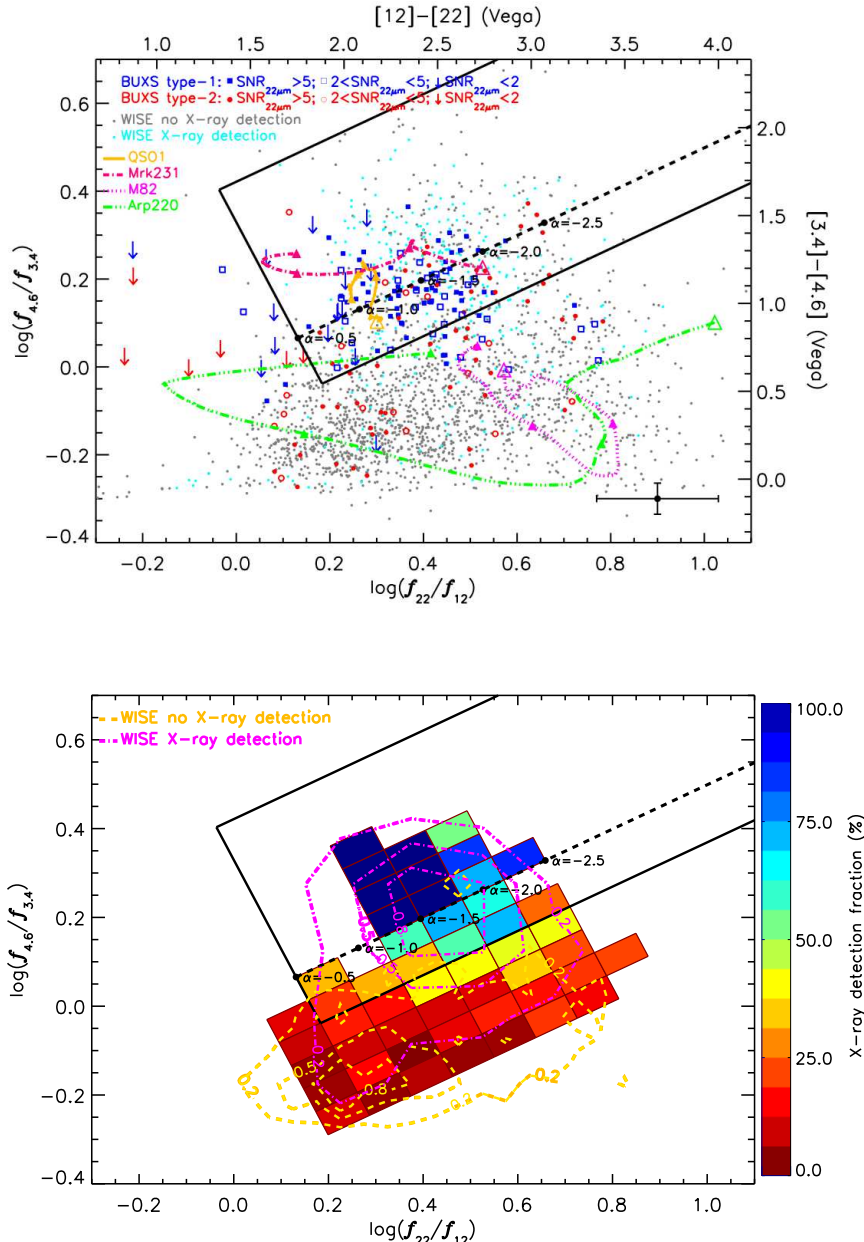 [12]−[22] (Vega)
1.0 1.5 2.0 2.5 3.0 3.5 4.0
BUXS type−1: SNR22μm>5; 2<SNR22μm<5; ↓SNR22μm<2
BUXS type−2: SNR22μm>5; 2<SNR22μm<5; ↓SNR22μm<2
WISE no X−ray detection
WISE X−ray detection
QSO1
Mrk231
M82
Arp220
α=−2.5
α=−2.0
α=−1.5
α=−1.0
α=−0.5
0.6
0.4
0.2
0.0
−0.2
−0.4
log(f4.6/f3.4)
2.0
1.5
1.0
0.5
0.0
[3.4]−[4.6] (Vega)
−0.2 0.0 0.2 0.4 0.6 0.8 1.0
log(f22/f12)
WISE no X−ray detection
WISE X−ray detection
α=−2.5
α=−2.0
α=−1.5
α=−1.0
α=−0.5
0.2
0.2
0.5
0.8
0.2
0.6
0.4
0.2
0.0
−0.2
−0.4
log(f4.6/f3.4)
100.0
75.0
50.0
25.0
0.0
X−ray detection fraction (%)
−0.2 0.0 0.2 0.4 0.6 0.8 1.0
log(f22/f12)